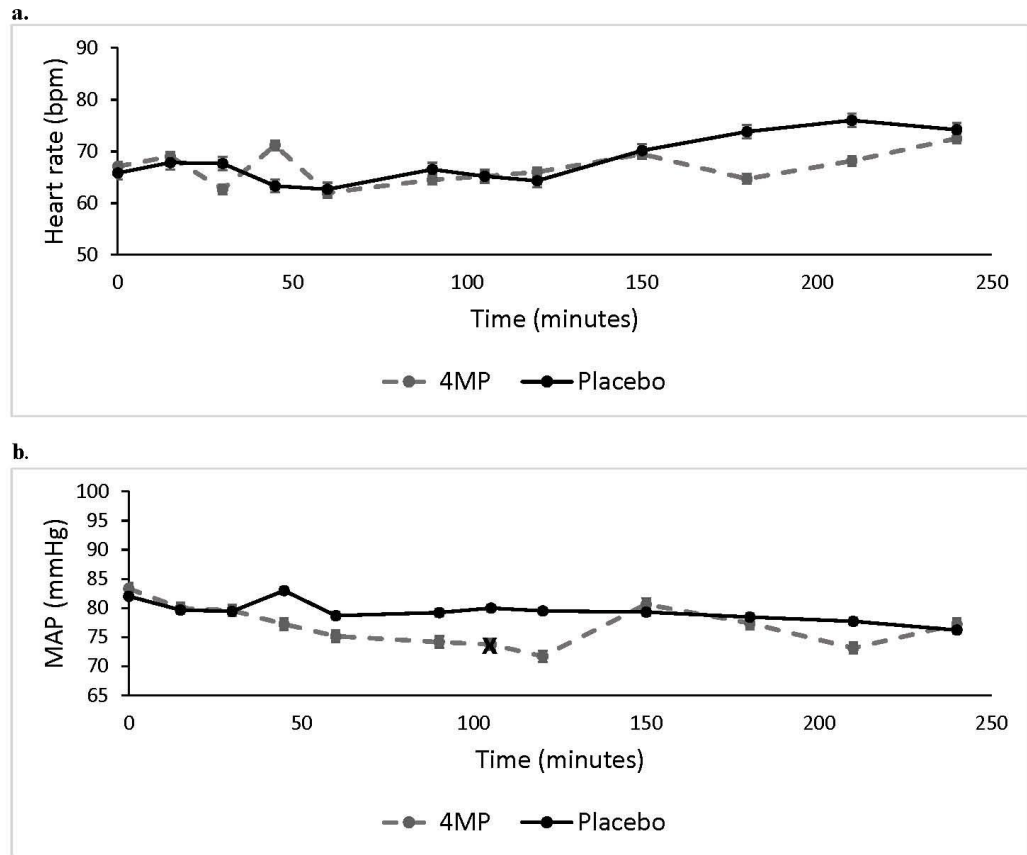 a.
90
80
70
60
50
Heart rate (bpm)
0 50 100 150 200 250
Time (minutes)
4MP Placebo
b.
100
95
90
85
80
75
70
65
MAP (mmHg)
X
0 50 100 150 200 250
Time (minutes)
4MP Placebo